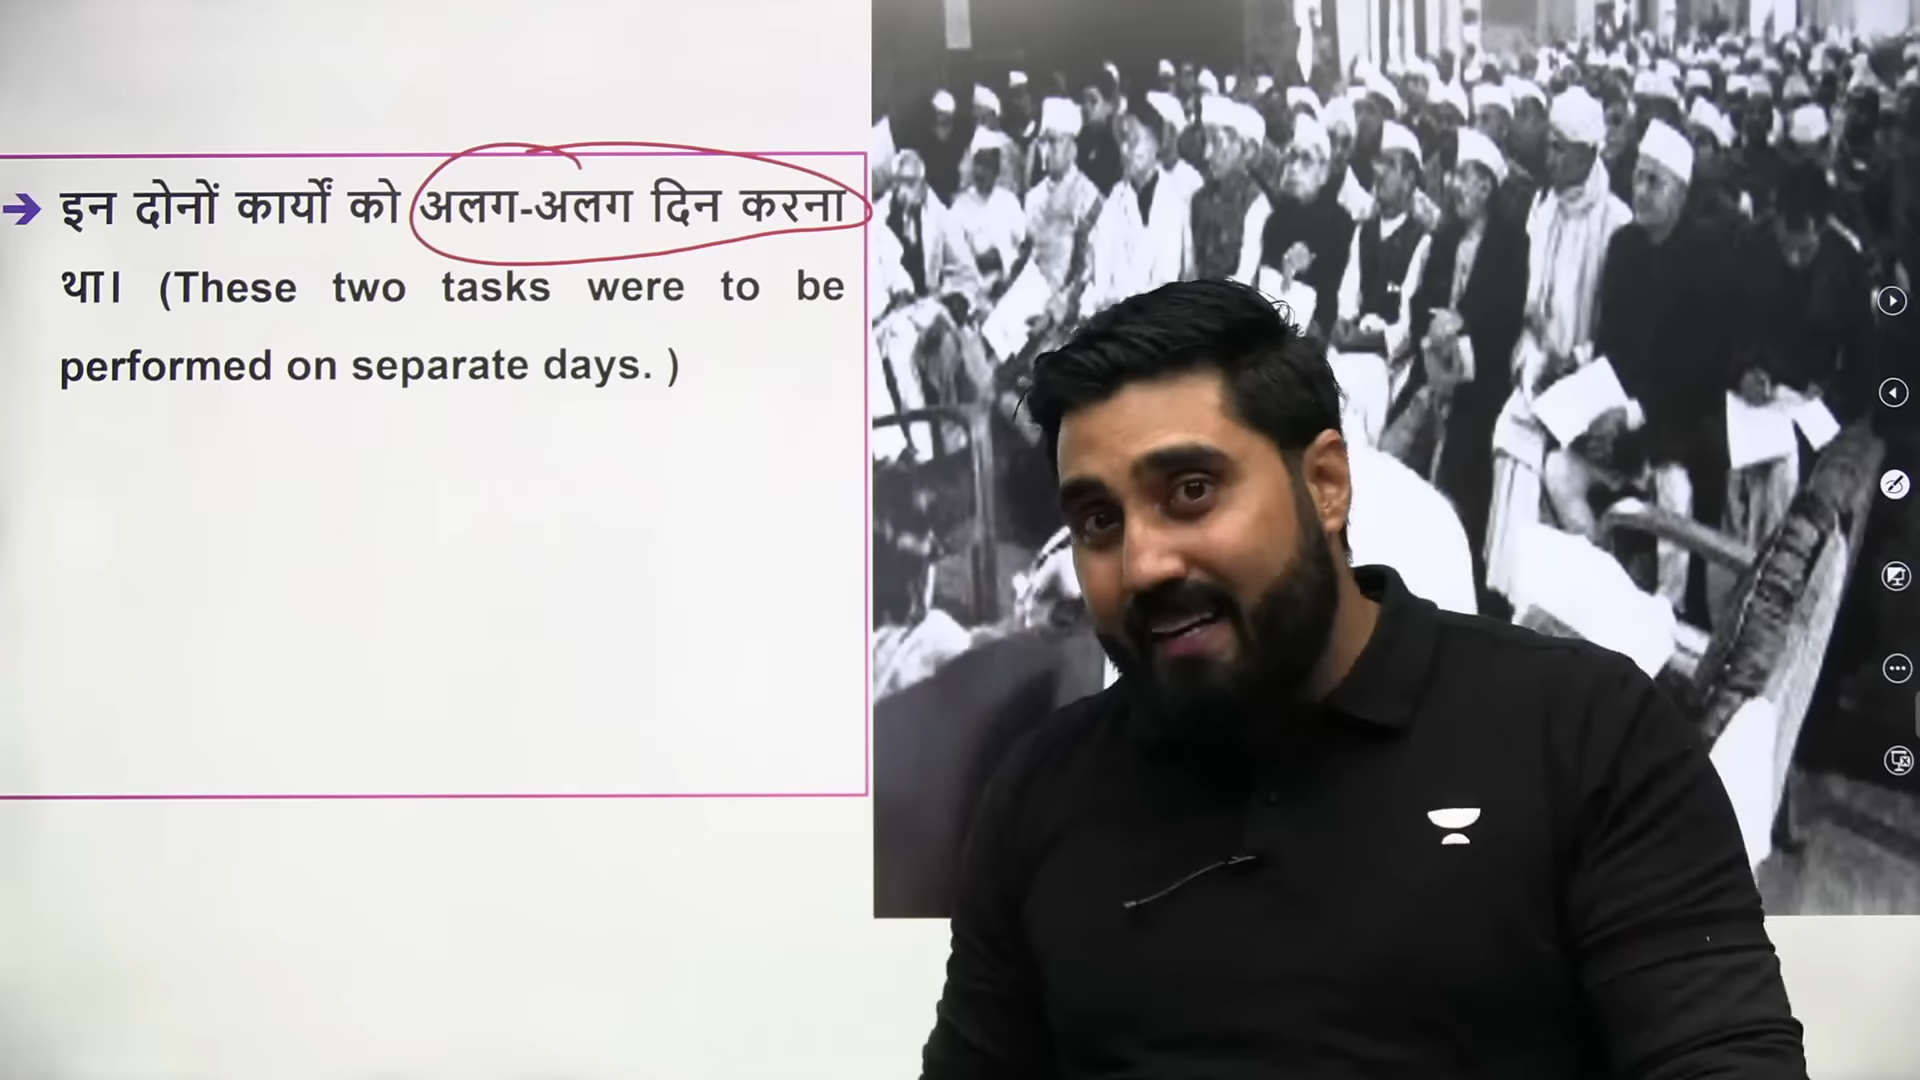 ➔ इन दोनों कार्यों को अलग-अलग दिन करना
था। (These two tasks were to be
performed on separate days. )